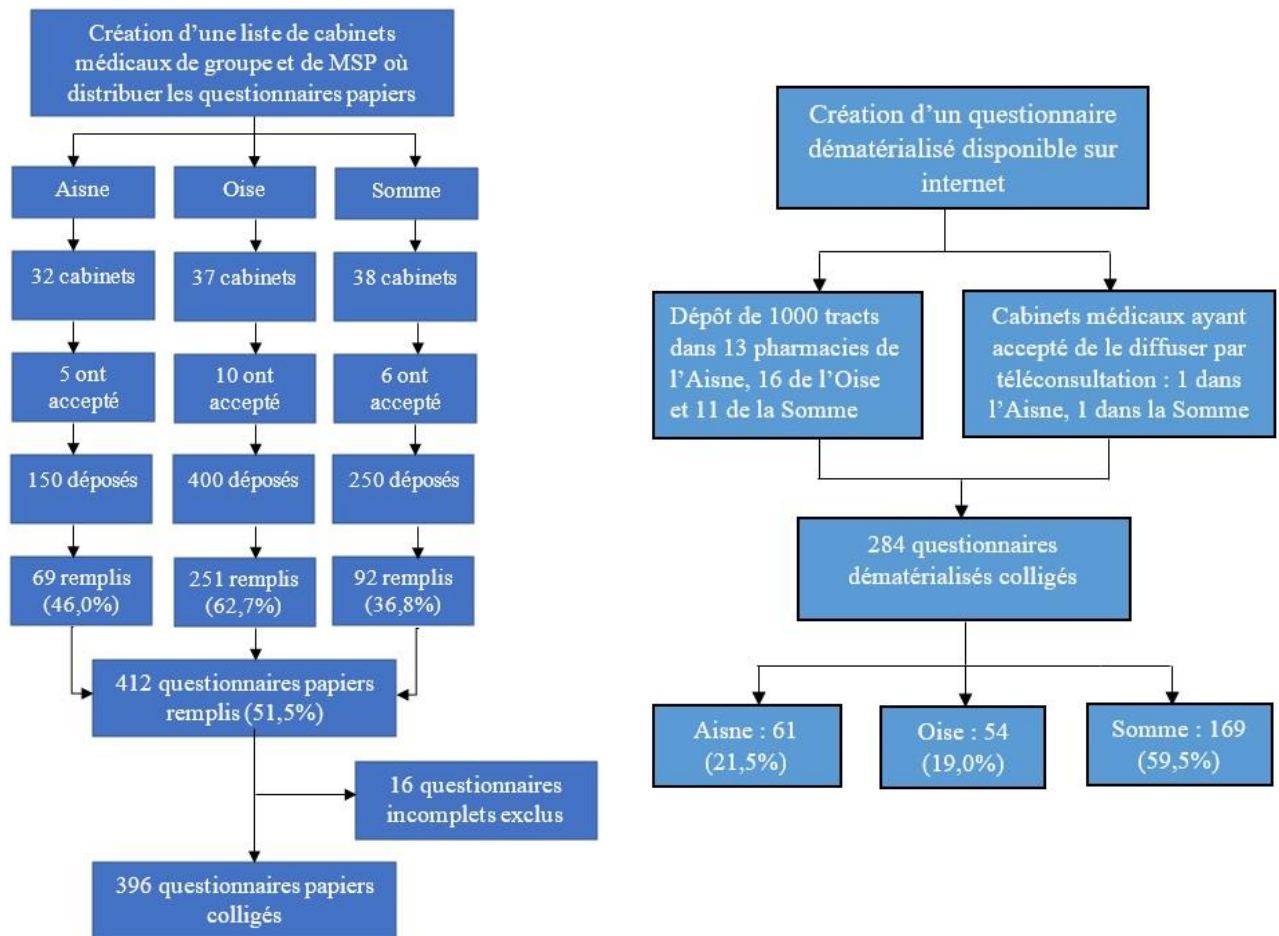 Création d'une liste de cabinets
médicaux de groupe et de MSP où
distribuer les questionnaires papiers
Aisne
Oise
Somme
32 cabinets
37 cabinets
38 cabinets
5 ont
accepté
10 ont
accepté
6 ont
accepté
150 déposés
400 déposés
250 déposés
69 remplis
(46,0%)
251 remplis
(62,7%)
92 remplis
(36,8%)
412 questionnaires papiers
remplis (51,5%)
16 questionnaires
incomplets exclus
396 questionnaires papiers
colligés
Création d'un questionnaire
dématérialisé disponible sur
internet
Dépôt de 1000 tracts
dans 13 pharmacies de
l'Aisne, 16 de l'Oise
et 11 de la Somme
Cabinets médicaux ayant
accepté de le diffuser par
téléconsultation : 1 dans
l'Aisne, 1 dans la Somme
284 questionnaires
dématérialisés colligés
Aisne : 61
(21,5%)
Oise : 54
(19,0%)
Somme : 169
(59,5%)